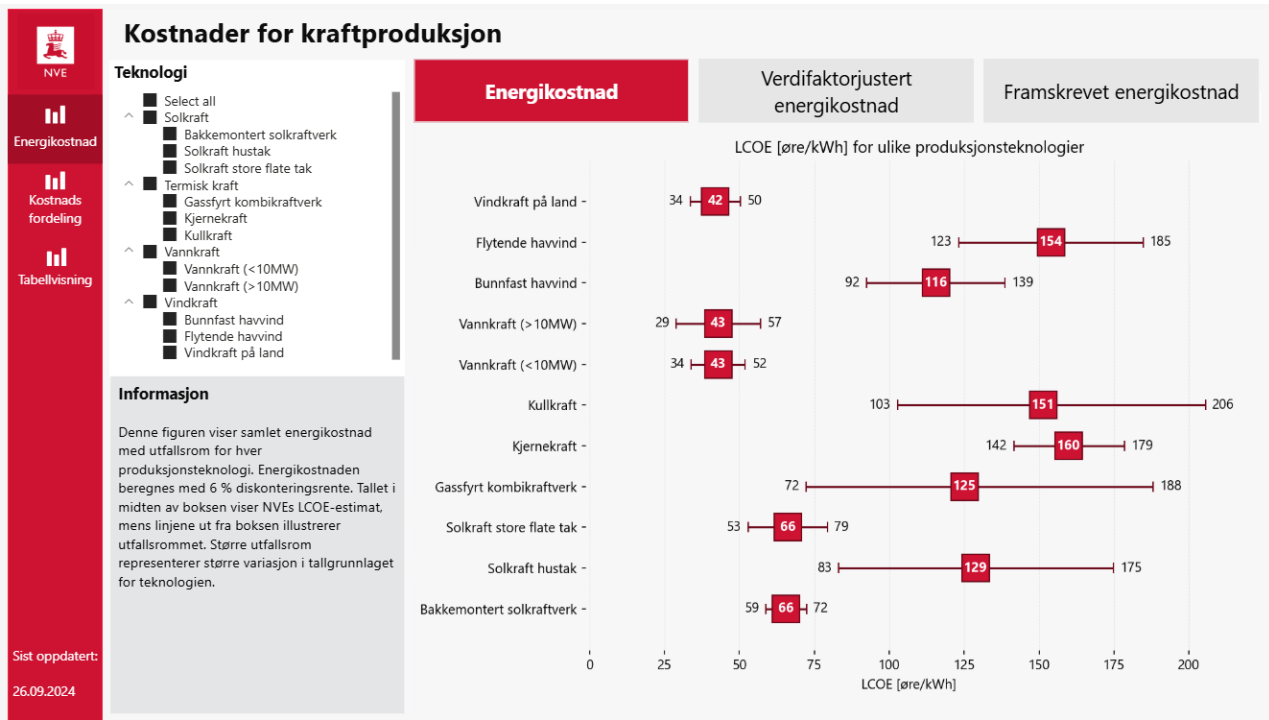 Kostnader for kraftproduksjon
NVE
Energikostnad
Kostnads
fordeling
Tabellvisning
Sist oppdatert:
26.09.2024
Teknologi
Select all
Solkraft
Bakkemontert solkraftverk
Solkraft hustak
Solkraft store flate tak
Termisk kraft
Gassfyrt kombikraftverk
Kjernekraft
Kullkraft
Vannkraft
Vannkraft (<10MW)
Vannkraft (>10MW)
Vindkraft
Bunnfast havvind
Flytende havvind
Vindkraft på land
Informasjon
Denne figuren viser samlet energikostnad
med utfallsrom for hver
produksjonsteknologi. Energikostnaden
beregnes med 6 % diskonteringsrente. Tallet i
midten av boksen viser NVEs LCOE-estimat,
mens linjene ut fra boksen illustrerer
utfallsrommet. Større utfallsrom
representerer større variasjon i tallgrunnlaget
for teknologien.
Energikostnad
Verdifaktorjustert
energikostnad
Framskrevet energikostnad
LCOE [øre/kWh] for ulike produksjonsteknologier
Vindkraft på land - 34 42 50
Flytende havvind - 123 154 185
Bunnfast havvind - 92 116 139
Vannkraft (>10MW) - 29 43 57
Vannkraft (<10MW) - 34 43 52
Kullkraft - 103 151 206
Kjernekraft - 142 160 179
Gassfyrt kombikraftverk - 72 125 188
Solkraft store flate tak - 53 66 79
Solkraft hustak - 83 129 175
Bakkemontert solkraftverk - 59 66 72
0 25 50 75 100 125 150 175 200
LCOE [øre/kWh]